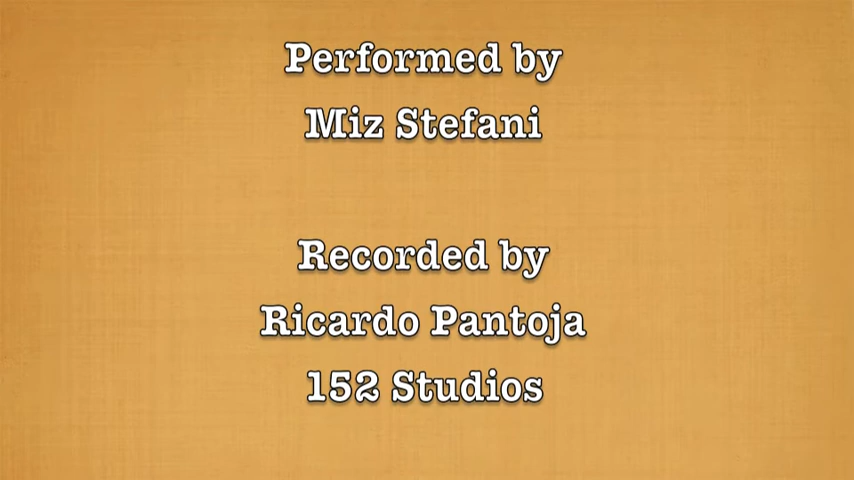 Performed by
Miz Stefani
Recorded by
Ricardo Pantoja
152 Studios